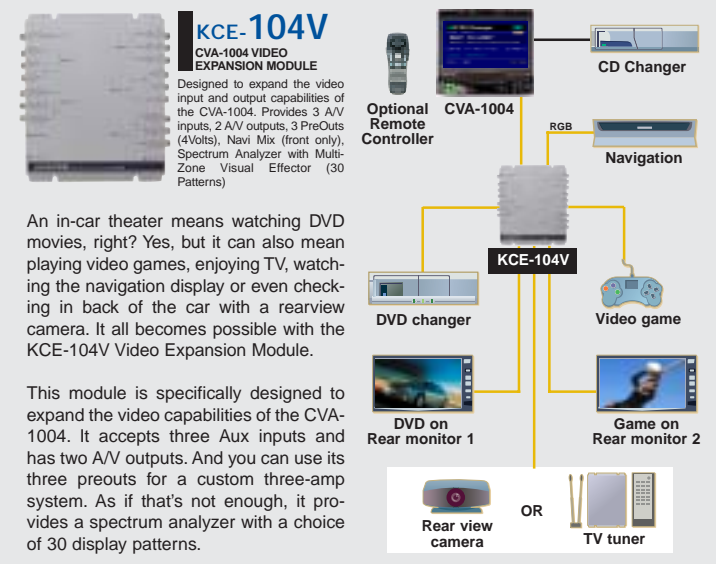 KCE-104V
CVA-1004 VIDEO
EXPANSION MODULE
Designed to expand the video
input and output capabilities of
the CVA-1004. Provides 3 A/V
inputs, 2 A/V outputs, 3 PreOuts
(4Volts), Navi Mix (front only),
Spectrum Analyzer with Multi-
Zone Visual Effector (30
Patterns)
An in-car theater means watching DVD
movies, right? Yes, but it can also mean
playing video games, enjoying TV, watch-
ing the navigation display or even check-
ing in back of the car with a rearview
camera. It all becomes possible with the
KCE-104V Video Expansion Module.
This module is specifically designed to
expand the video capabilities of the CVA-
1004. It accepts three Aux inputs and
has two A/V outputs. And you can use its
three preouts for a custom three-amp
system. As if that's not enough, it pro-
vides a spectrum analyzer with a choice
of 30 display patterns.
CD Changer
Optional
Remote
Controller
CVA-1004
RGB
Navigation
KCE-104V
DVD changer
Video game
DVD on
Rear monitor 1
Game on
Rear monitor 2
Rear view
camera
OR
TV tuner